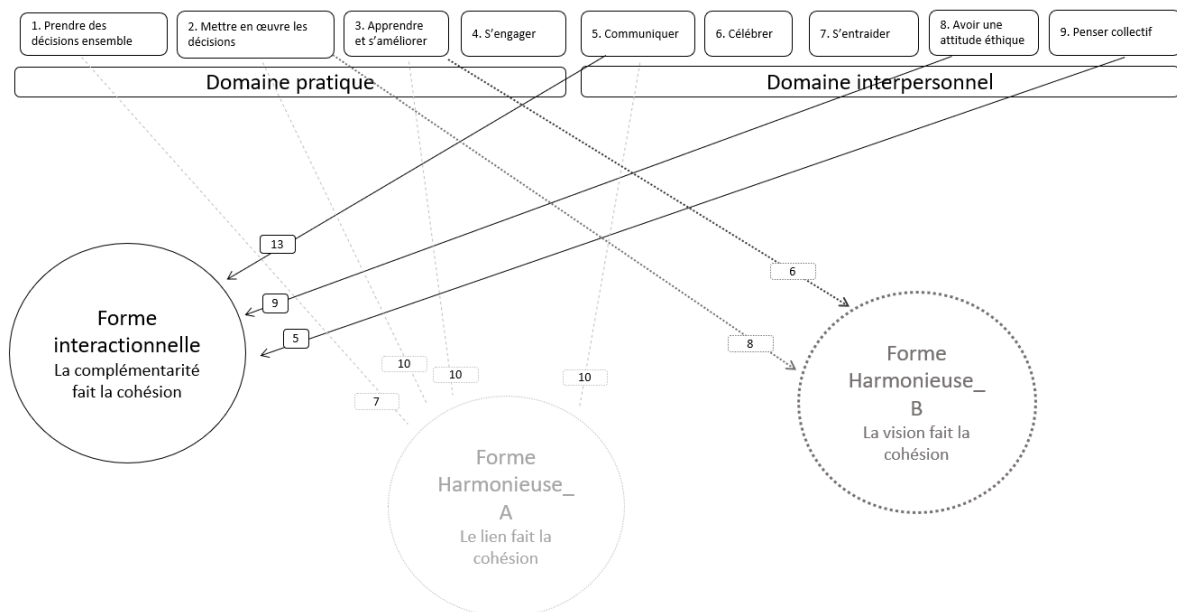 1. Prendre des
décisions ensemble
2. Mettre en œuvre les
décisions
3. Apprendre
et s’améliorer
4. S’engager
5. Communiquer
6. Célébrer
7. S’entraider
8. Avoir une
attitude éthique
9. Penser collectif
Domaine pratique
Domaine interpersonnel
13
9
5
6
8
10
10
10
7
Forme
interactionnelle
La complémentarité
fait la cohésion
Forme
Harmonieuse_
B
La vision fait la
cohésion
Forme
Harmonieuse_
A
Le lien fait la
cohésion